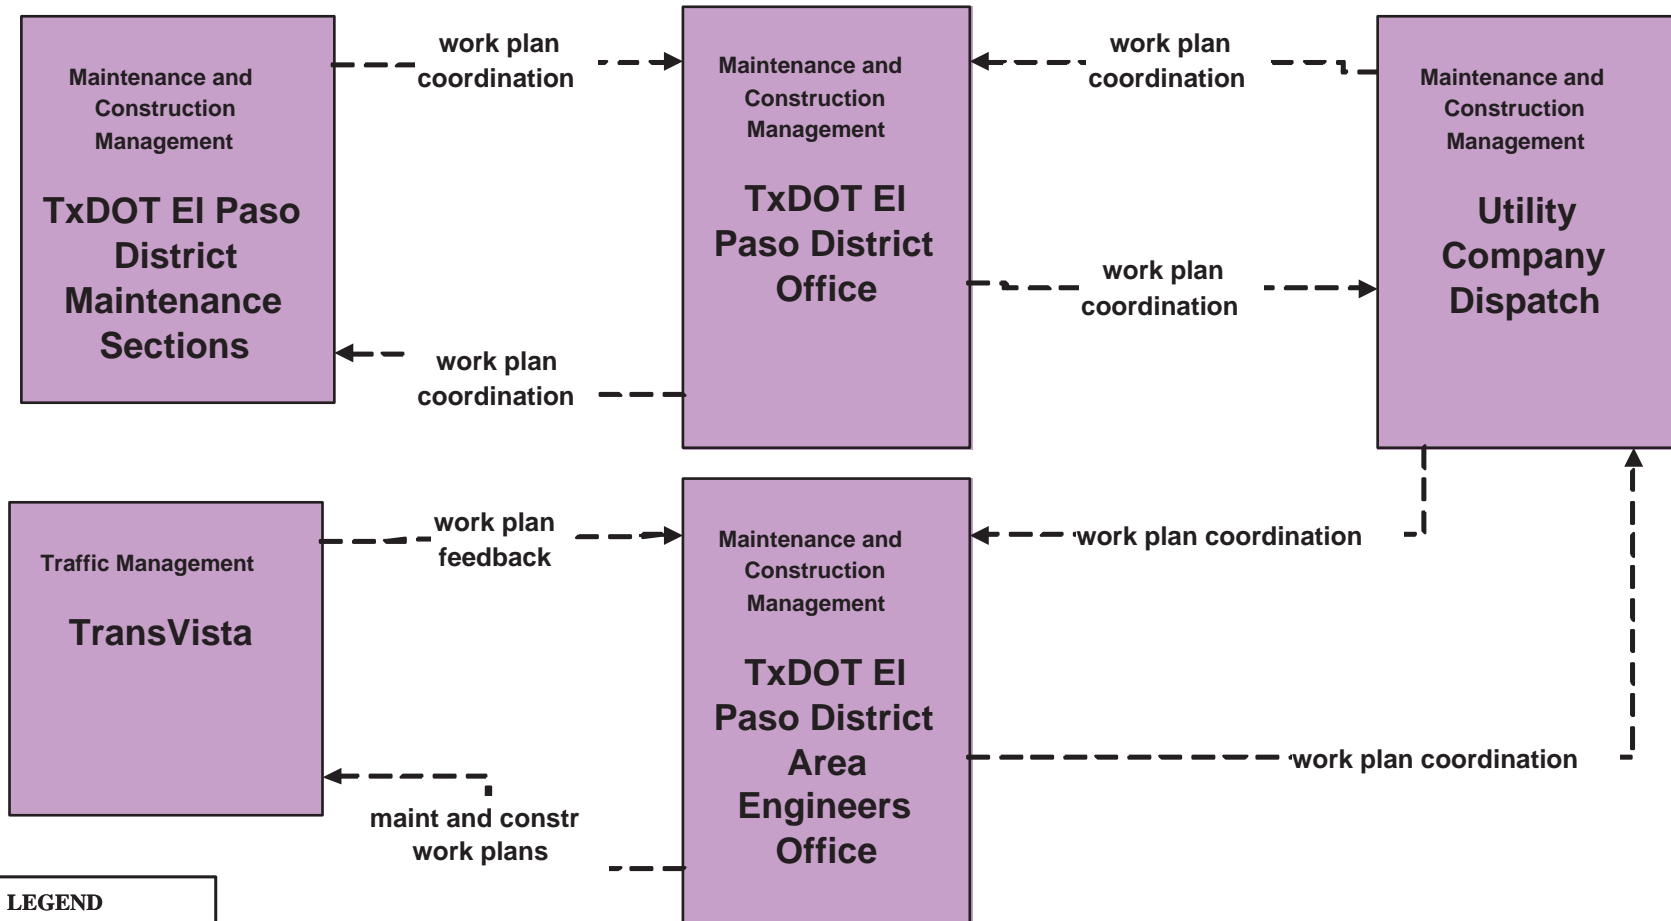 Maintenance and
Construction
Management
TxDOT El Paso
District
Maintenance
Sections
work plan
coordination
work plan
coordination
Maintenance and
Construction
Management
TxDOT El
Paso District
Office
work plan
coordination
work plan
coordination
Maintenance and
Construction
Management
Utility
Company
Dispatch
Traffic Management
TransVista
work plan
feedback
maint and constr
work plans
Maintenance and
Construction
Management
TxDOT El
Paso District
Area
Engineers
Office
work plan coordination
work plan coordination
LEGEND